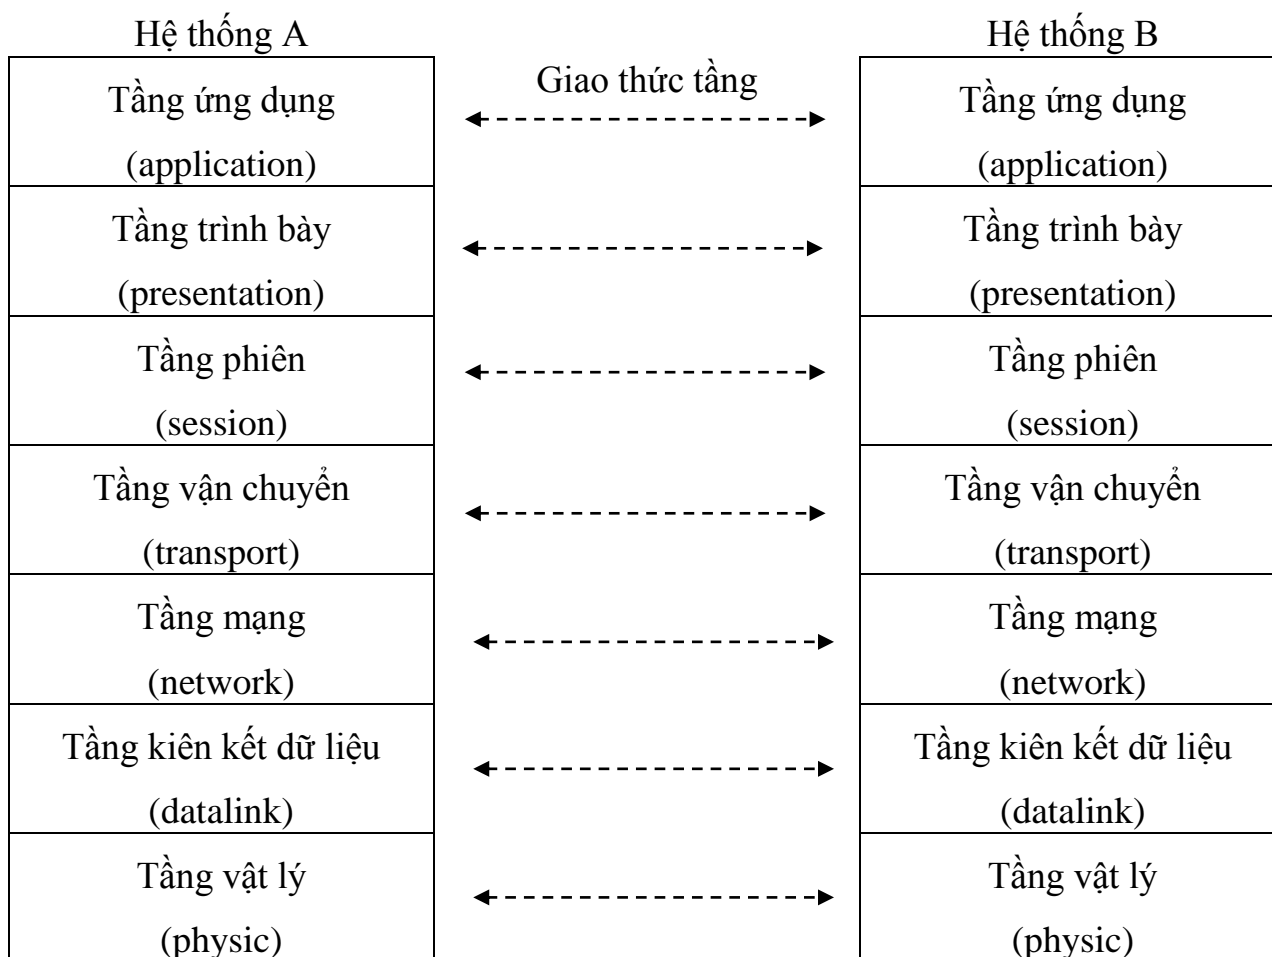 Hệ thống A
Hệ thống B
Giao thức tầng
Tầng ứng dụng
(application)
Tầng ứng dụng
(application)
Tầng trình bày
(presentation)
Tầng trình bày
(presentation)
Tầng phiên
(session)
Tầng phiên
(session)
Tầng vận chuyển
(transport)
Tầng vận chuyển
(transport)
Tầng mạng
(network)
Tầng mạng
(network)
Tầng kiên kết dữ liệu
(datalink)
Tầng kiên kết dữ liệu
(datalink)
Tầng vật lý
(physic)
Tầng vật lý
(physic)